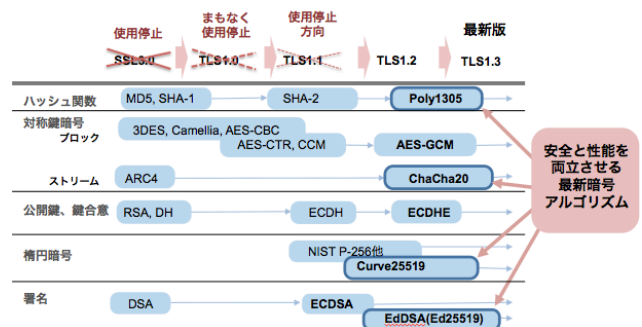 使用停止
まもなく
使用停止
使用停止
方向
最新版
SSL3.0
TLS1.0
TLS1.1
TLS1.2
TLS1.3
ハッシュ関数
MD5, SHA-1
SHA-2
Poly1305
対称鍵暗号
ブロック
3DES, Camellia, AES-CBC
AES-CTR, CCM
AES-GCM
ストリーム
ARC4
ChaCha20
公開鍵、鍵合意
RSA, DH
ECDH
ECDHE
楕円暗号
NIST P-256他
Curve25519
署名
DSA
ECDSA
EdDSA(Ed25519)
安全と性能を
両立させる
最新暗号
アルゴリズム